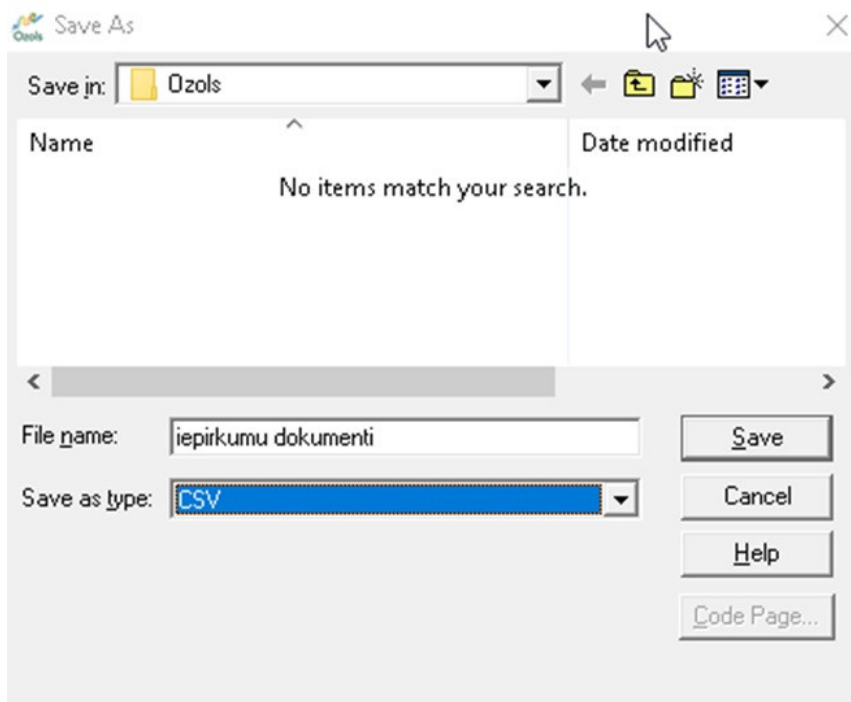 Ozols Save As
Save in: Ozols
Name Date modified
No items match your search.
File name: iepirkumu dokumenti Save
Save as type: CSV Cancel
Help
Code Page...